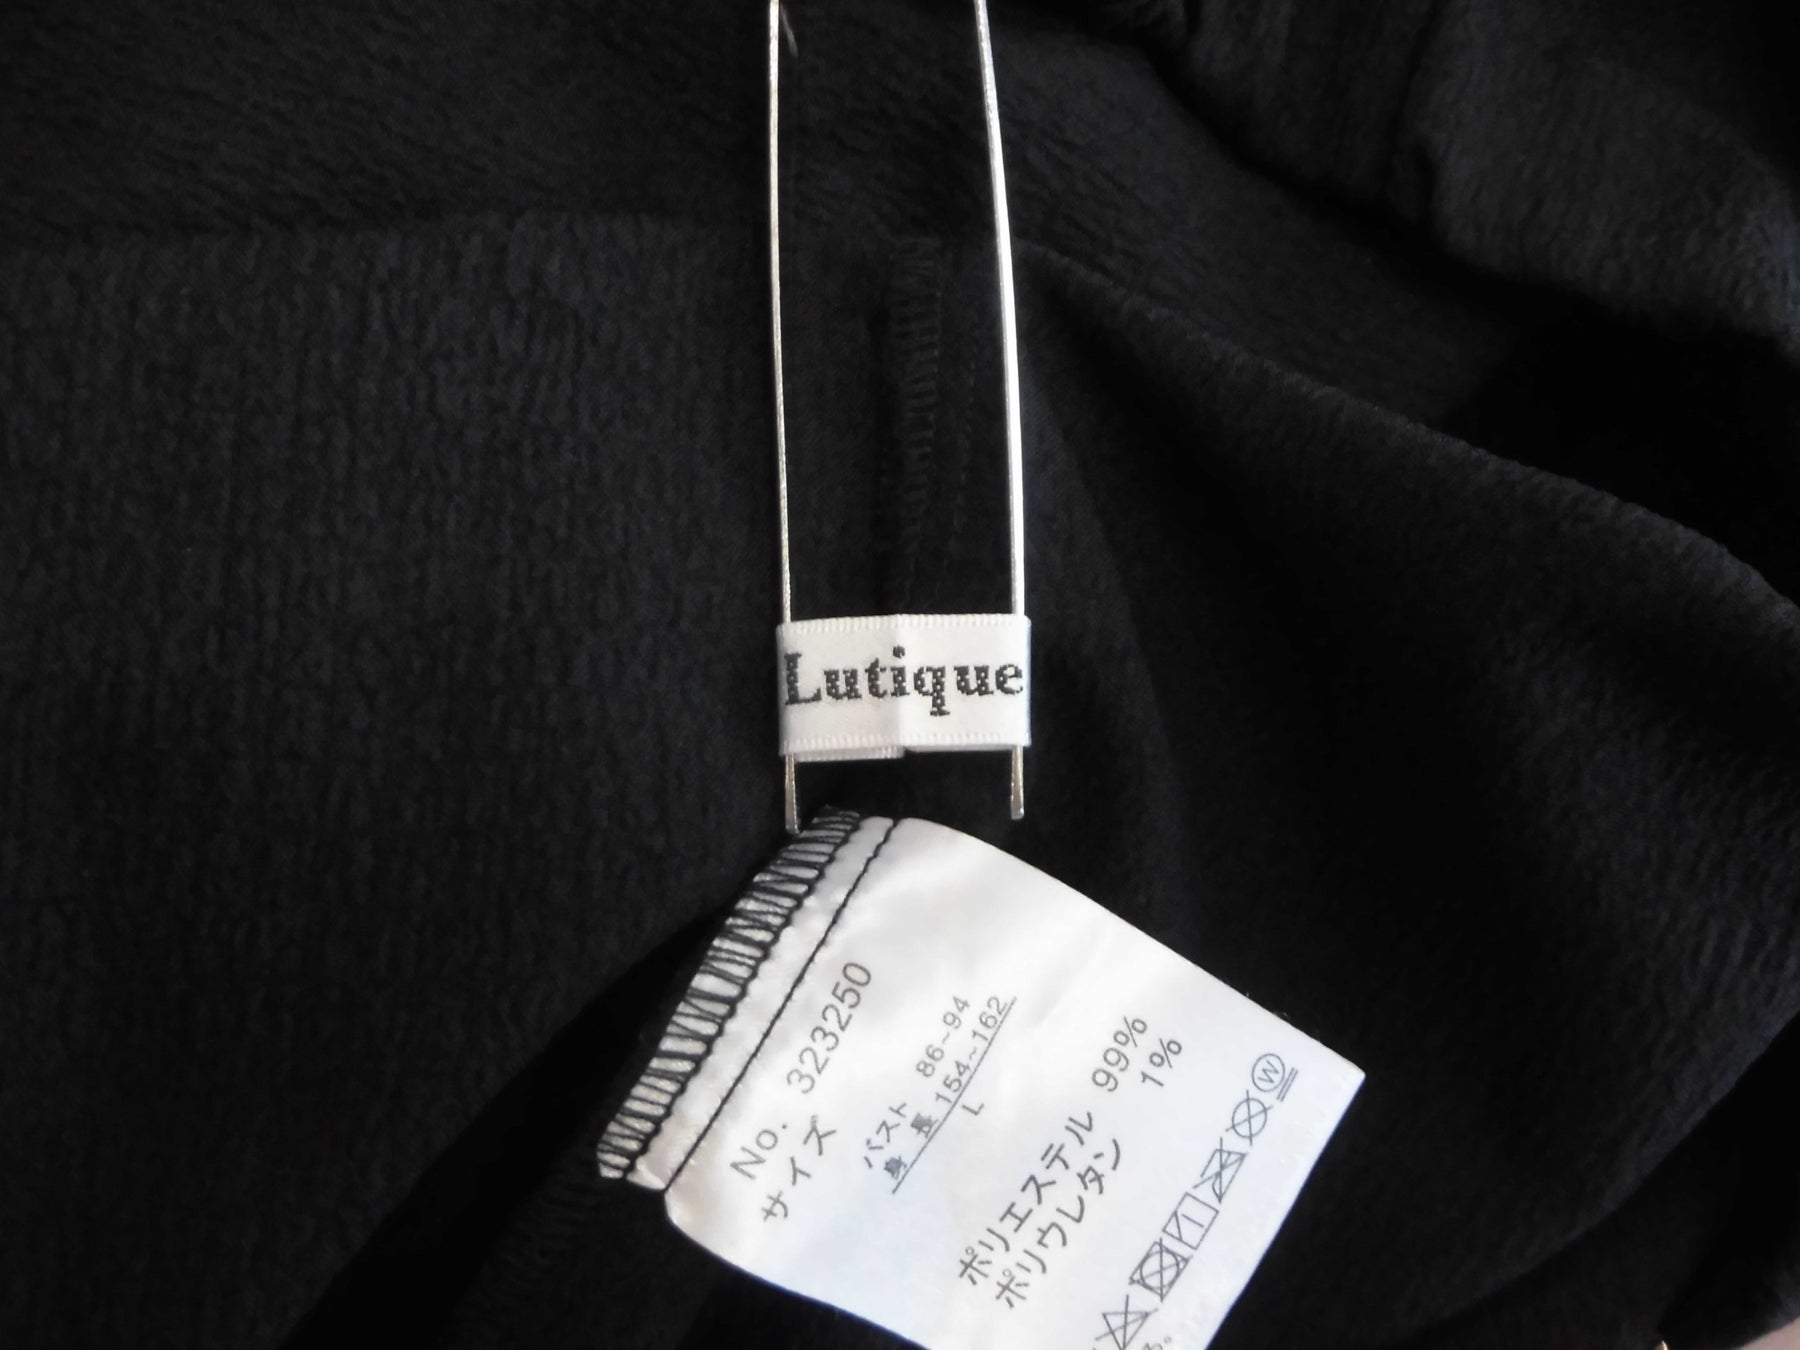 Lutique
No. 323250
サイズ
バスト 86~94
身 長 154~162
L
ポリエステル 99%
ポリウレタン 1%
W
る。